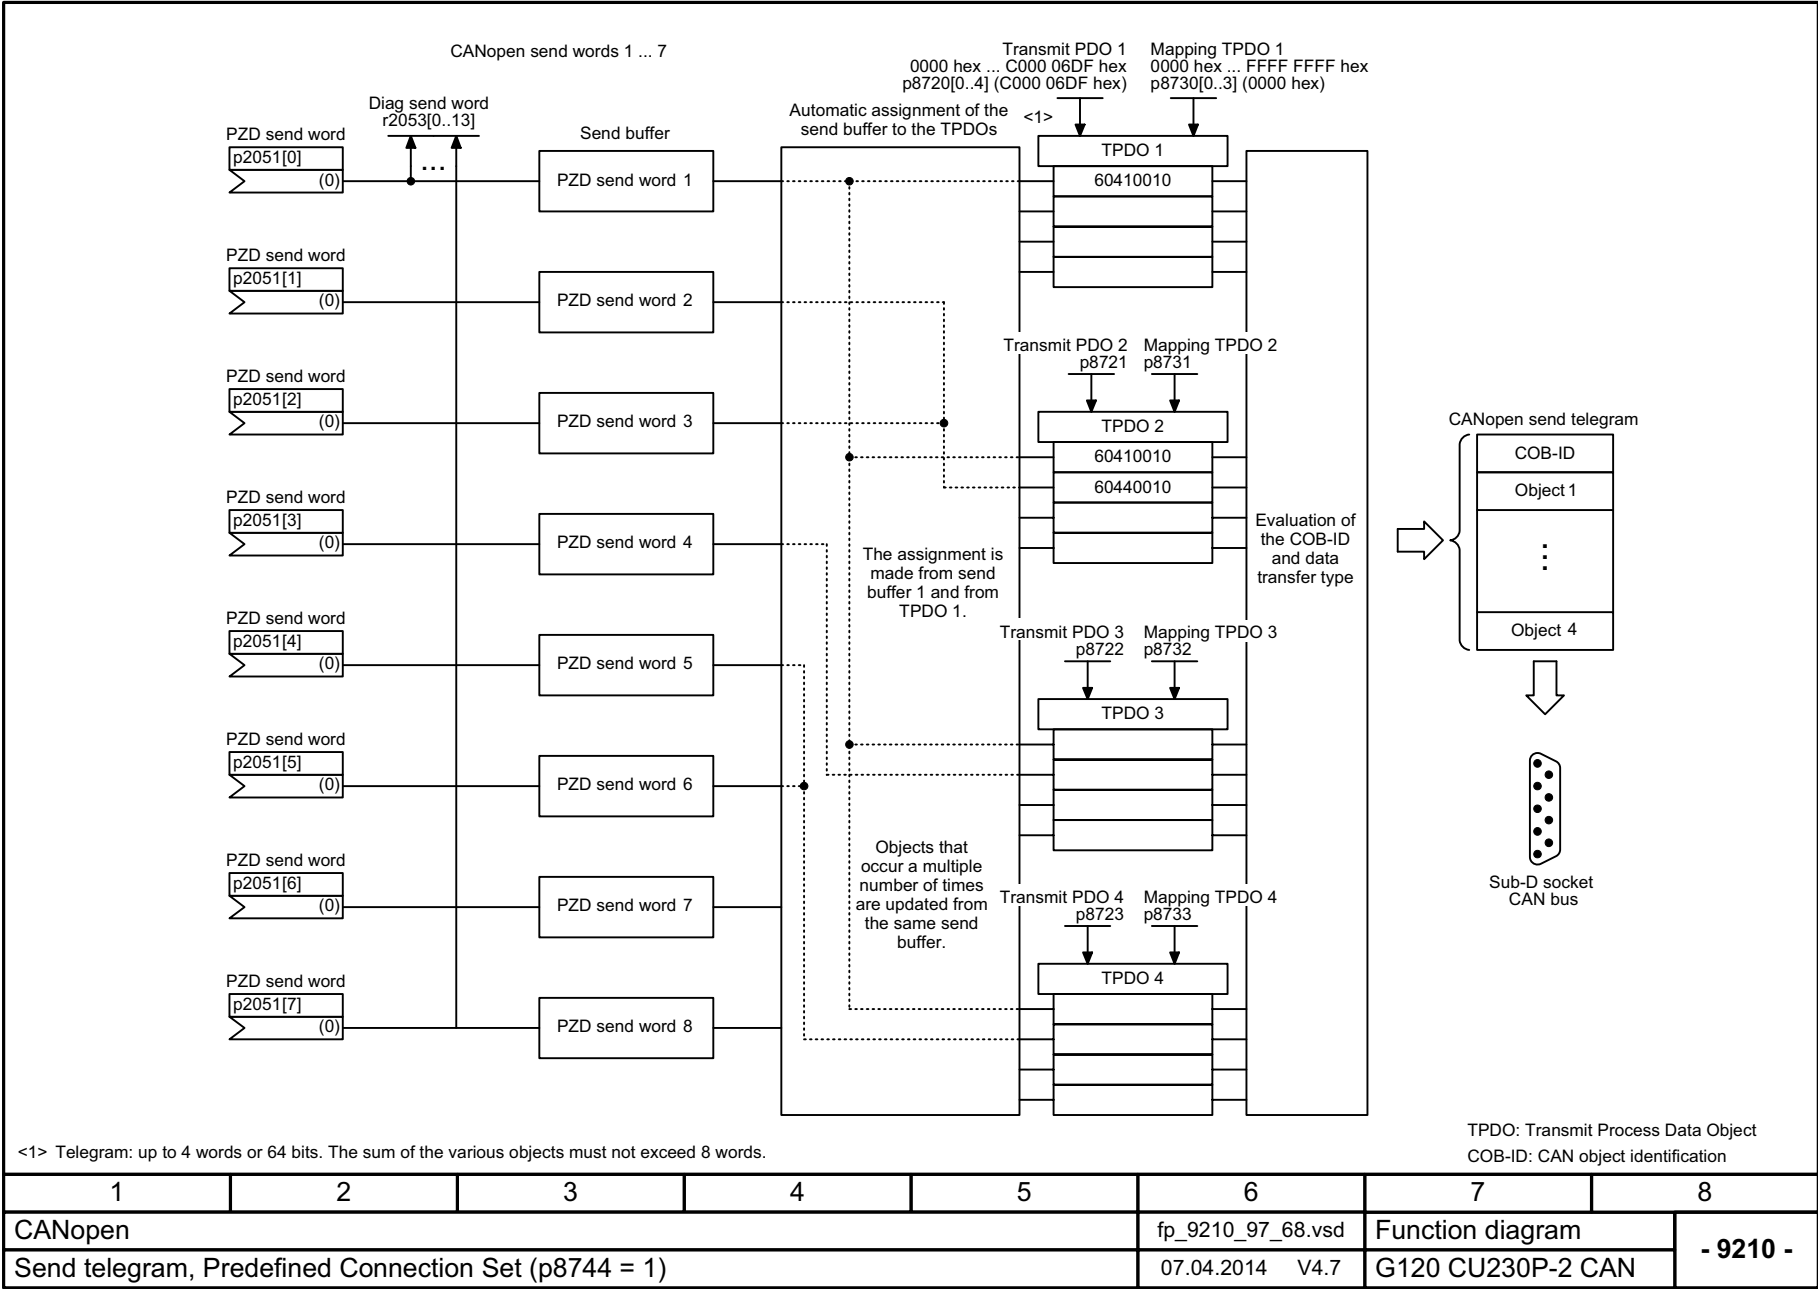 CANopen send words 1 ... 7
Transmit PDO 1
0000 hex ... C000 06DF hex
p8720[0..4] (C000 06DF hex)
Mapping TPDO 1
0000 hex ... FFFF FFFF hex
p8730[0..3] (0000 hex)
Diag send word
r2053[0..13]
...
Send buffer
Automatic assignment of the
send buffer to the TPDOs
<1>
PZD send word
p2051[0]
(0)
PZD send word 1
TPDO 1
60410010
PZD send word
p2051[1]
(0)
PZD send word 2
Transmit PDO 2
p8721
Mapping TPDO 2
p8731
PZD send word
p2051[2]
(0)
PZD send word 3
TPDO 2
60410010
60440010
PZD send word
p2051[3]
(0)
PZD send word 4
The assignment is
made from send
buffer 1 and from
TPDO 1.
Evaluation of
the COB-ID
and data
transfer type
CANopen send telegram
COB-ID
Object 1
Object 4
PZD send word
p2051[4]
(0)
PZD send word 5
Transmit PDO 3
p8722
Mapping TPDO 3
p8732
TPDO 3
PZD send word
p2051[5]
(0)
PZD send word 6
Sub-D socket
CAN bus
PZD send word
p2051[6]
(0)
PZD send word 7
Objects that
occur a multiple
number of times
are updated from
the same send
buffer.
Transmit PDO 4
p8723
Mapping TPDO 4
p8733
TPDO 4
PZD send word
p2051[7]
(0)
PZD send word 8
<1> Telegram: up to 4 words or 64 bits. The sum of the various objects must not exceed 8 words.
TPDO: Transmit Process Data Object
COB-ID: CAN object identification
1 2 3 4 5 6 7 8
CANopen
fp_9210_97_68.vsd
Function diagram
- 9210 -
Send telegram, Predefined Connection Set (p8744 = 1)
07.04.2014 V4.7
G120 CU230P-2 CAN